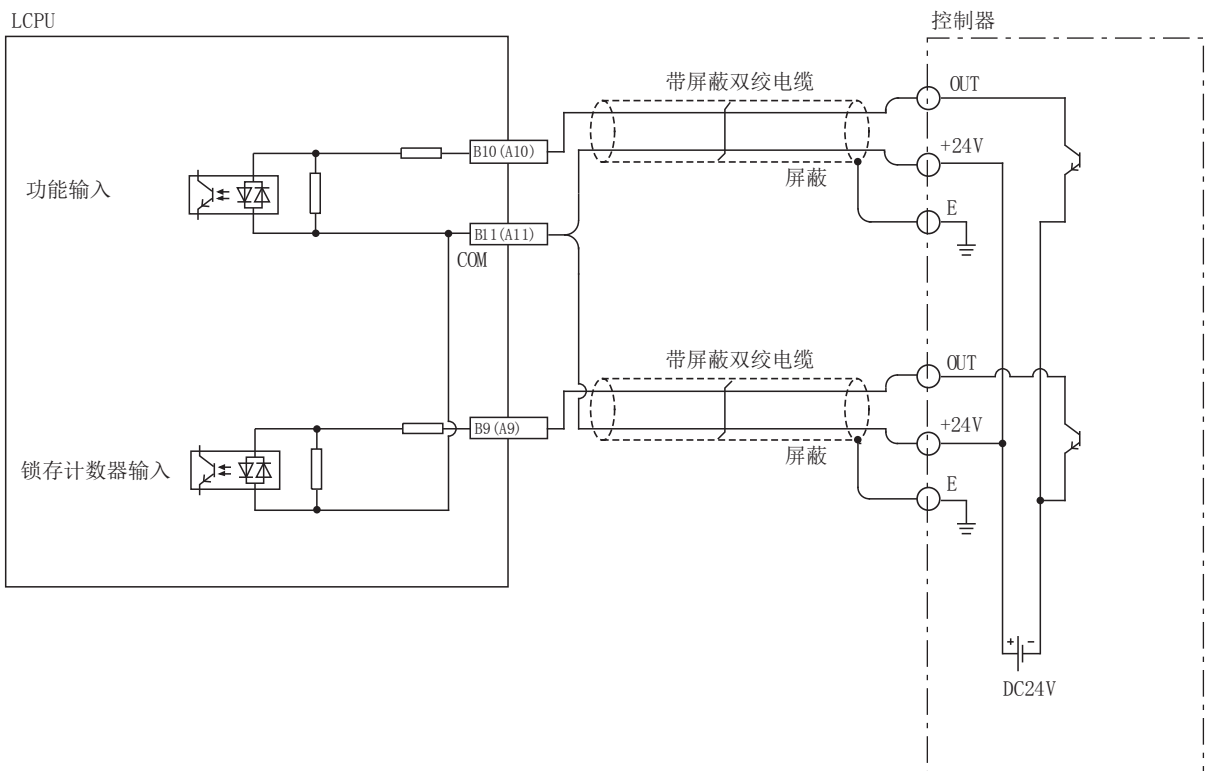 LCPU
控制器
带屏蔽双绞电缆
OUT
B10(A10)
+24V
功能输入
屏蔽
E
B11(A11)
COM
带屏蔽双绞电缆
OUT
B9(A9)
+24V
锁存计数器输入
屏蔽
E
+ −
DC24V